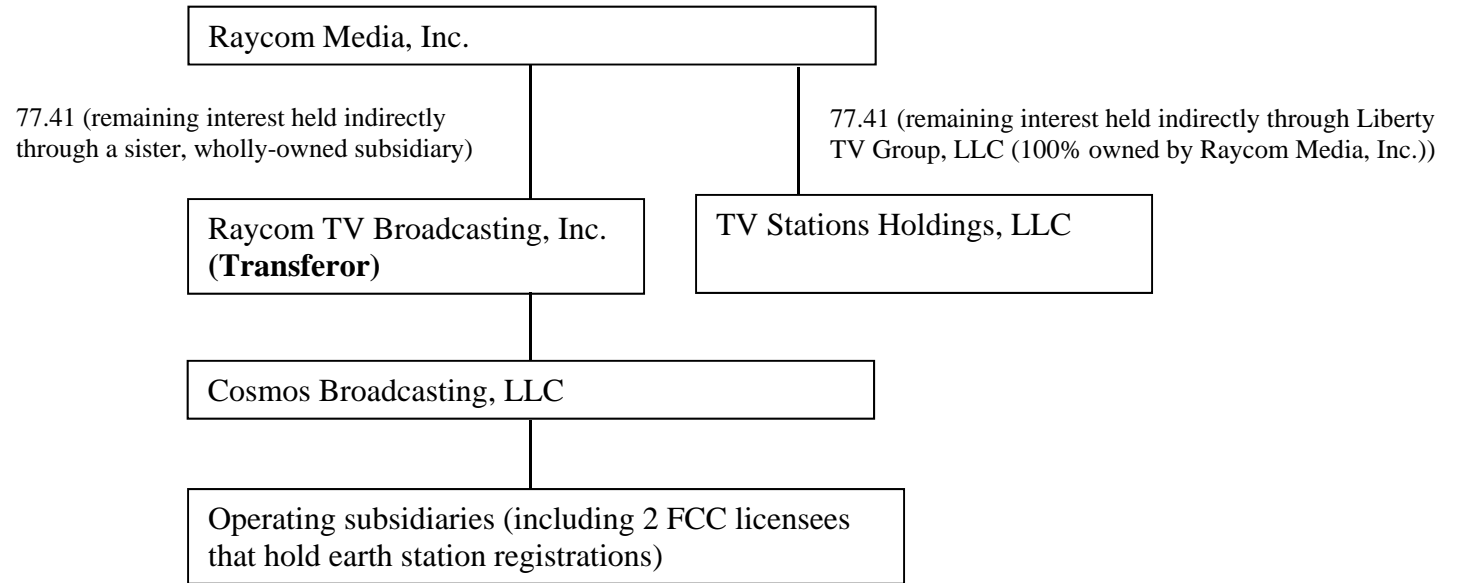 Raycom Media, Inc.
77.41 (remaining interest held indirectly
through a sister, wholly-owned subsidiary)
77.41 (remaining interest held indirectly through Liberty
TV Group, LLC (100% owned by Raycom Media, Inc.))
Raycom TV Broadcasting, Inc.
(Transferor)
TV Stations Holdings, LLC
Cosmos Broadcasting, LLC
Operating subsidiaries (including 2 FCC licensees
that hold earth station registrations)